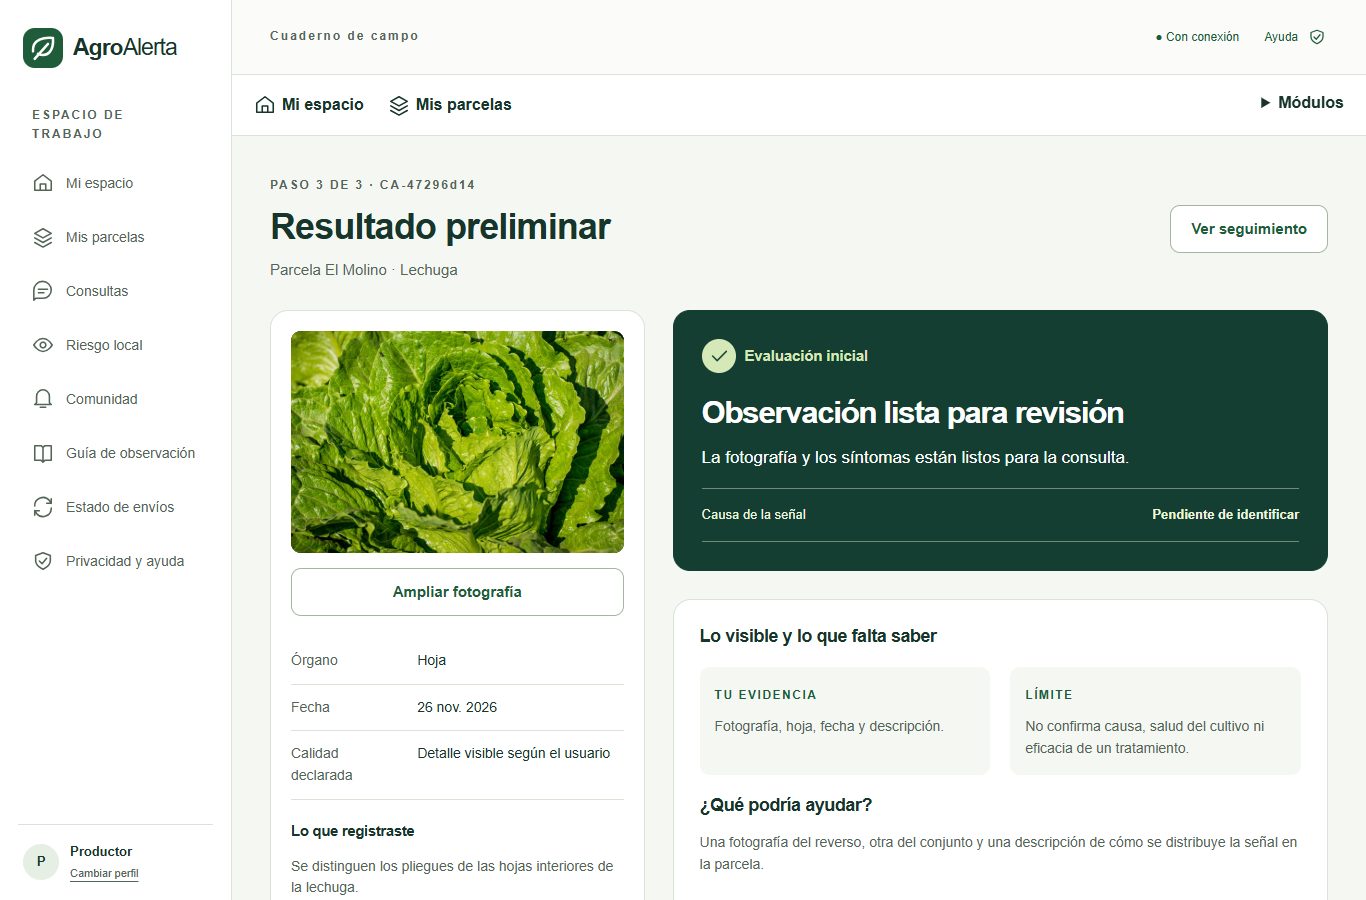 AgroAlerta
ESPACIO DE
TRABAJO
Mi espacio
Mis parcelas
Consultas
Riesgo local
Comunidad
Guía de observación
Estado de envíos
Privacidad y ayuda
P
Productor
Cambiar perfil
Cuaderno de campo
● Con conexión
Ayuda
Mi espacio
Mis parcelas
▶ Módulos
PASO 3 DE 3 · CA-47296d14
Resultado preliminar
Parcela El Molino · Lechuga
Ver seguimiento
Ampliar fotografía
Órgano Hoja
Fecha 26 nov. 2026
Calidad Detalle visible según el usuario
declarada
Lo que registraste
Se distinguen los pliegues de las hojas interiores de
la lechuga.
Evaluación inicial
Observación lista para revisión
La fotografía y los síntomas están listos para la consulta.
Causa de la señal Pendiente de identificar
Lo visible y lo que falta saber
TU EVIDENCIA
Fotografía, hoja, fecha y descripción.
LÍMITE
No confirma causa, salud del cultivo ni
eficacia de un tratamiento.
¿Qué podría ayudar?
Una fotografía del reverso, otra del conjunto y una descripción de cómo se distribuye la señal en
la parcela.